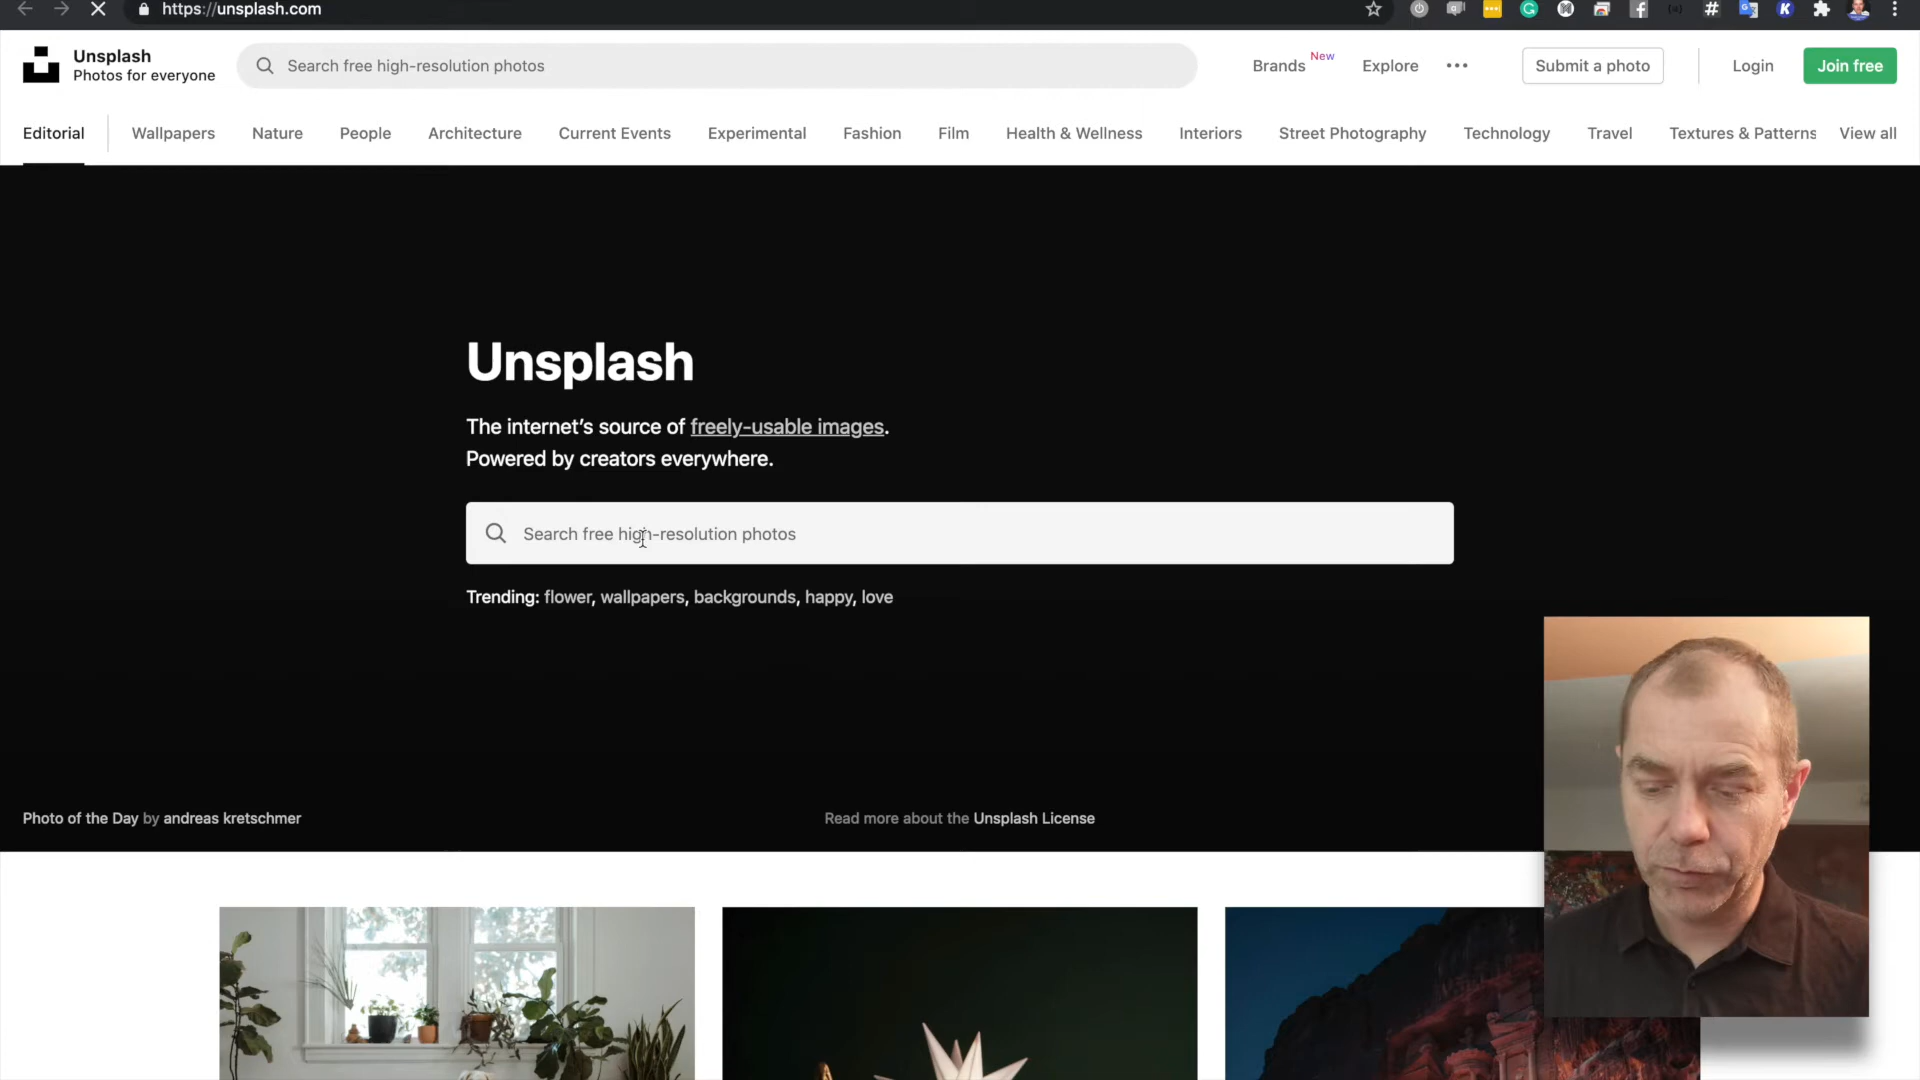 https://unsplash.com
Unsplash
Photos for everyone
Search free high-resolution photos
Brands New
Explore
Submit a photo
Login
Join free
Editorial
Wallpapers
Nature
People
Architecture
Current Events
Experimental
Fashion
Film
Health & Wellness
Interiors
Street Photography
Technology
Travel
Textures & Patterns
View all
Unsplash
The internet’s source of freely-usable images.
Powered by creators everywhere.
Search free high-resolution photos
Trending: flower, wallpapers, backgrounds, happy, love
Photo of the Day by andreas kretschmer
Read more about the Unsplash License